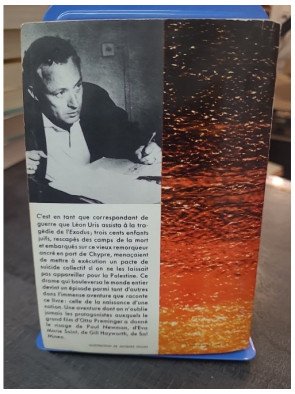 C'est en tant que correspondant de
guerre que Léon Uris assista à la tra-
gédie de l'Exodus; trois cents enfants
juifs, rescapés des camps de la mort
et embarqués sur ce vieux remorqueur
ancré en port de Chypre, menaçaient
de mettre à exécution un pacte de
suicide collectif si on ne les laissait
pas appareiller pour la Palestine. Ce
drame qui bouleversa le monde entier
devint un épisode parmi tant d'autres
dans l'immense aventure que raconte
ce livre: celle de la naissance d'une
nation. Une aventure dont on n'oublie
jamais les protagonistes auxquels le
grand film d'Otto Preminger a donné
le visage de Paul Newman, d'Eva
Marie Saint, de Gill Hayworth, de Sal
Mineo.